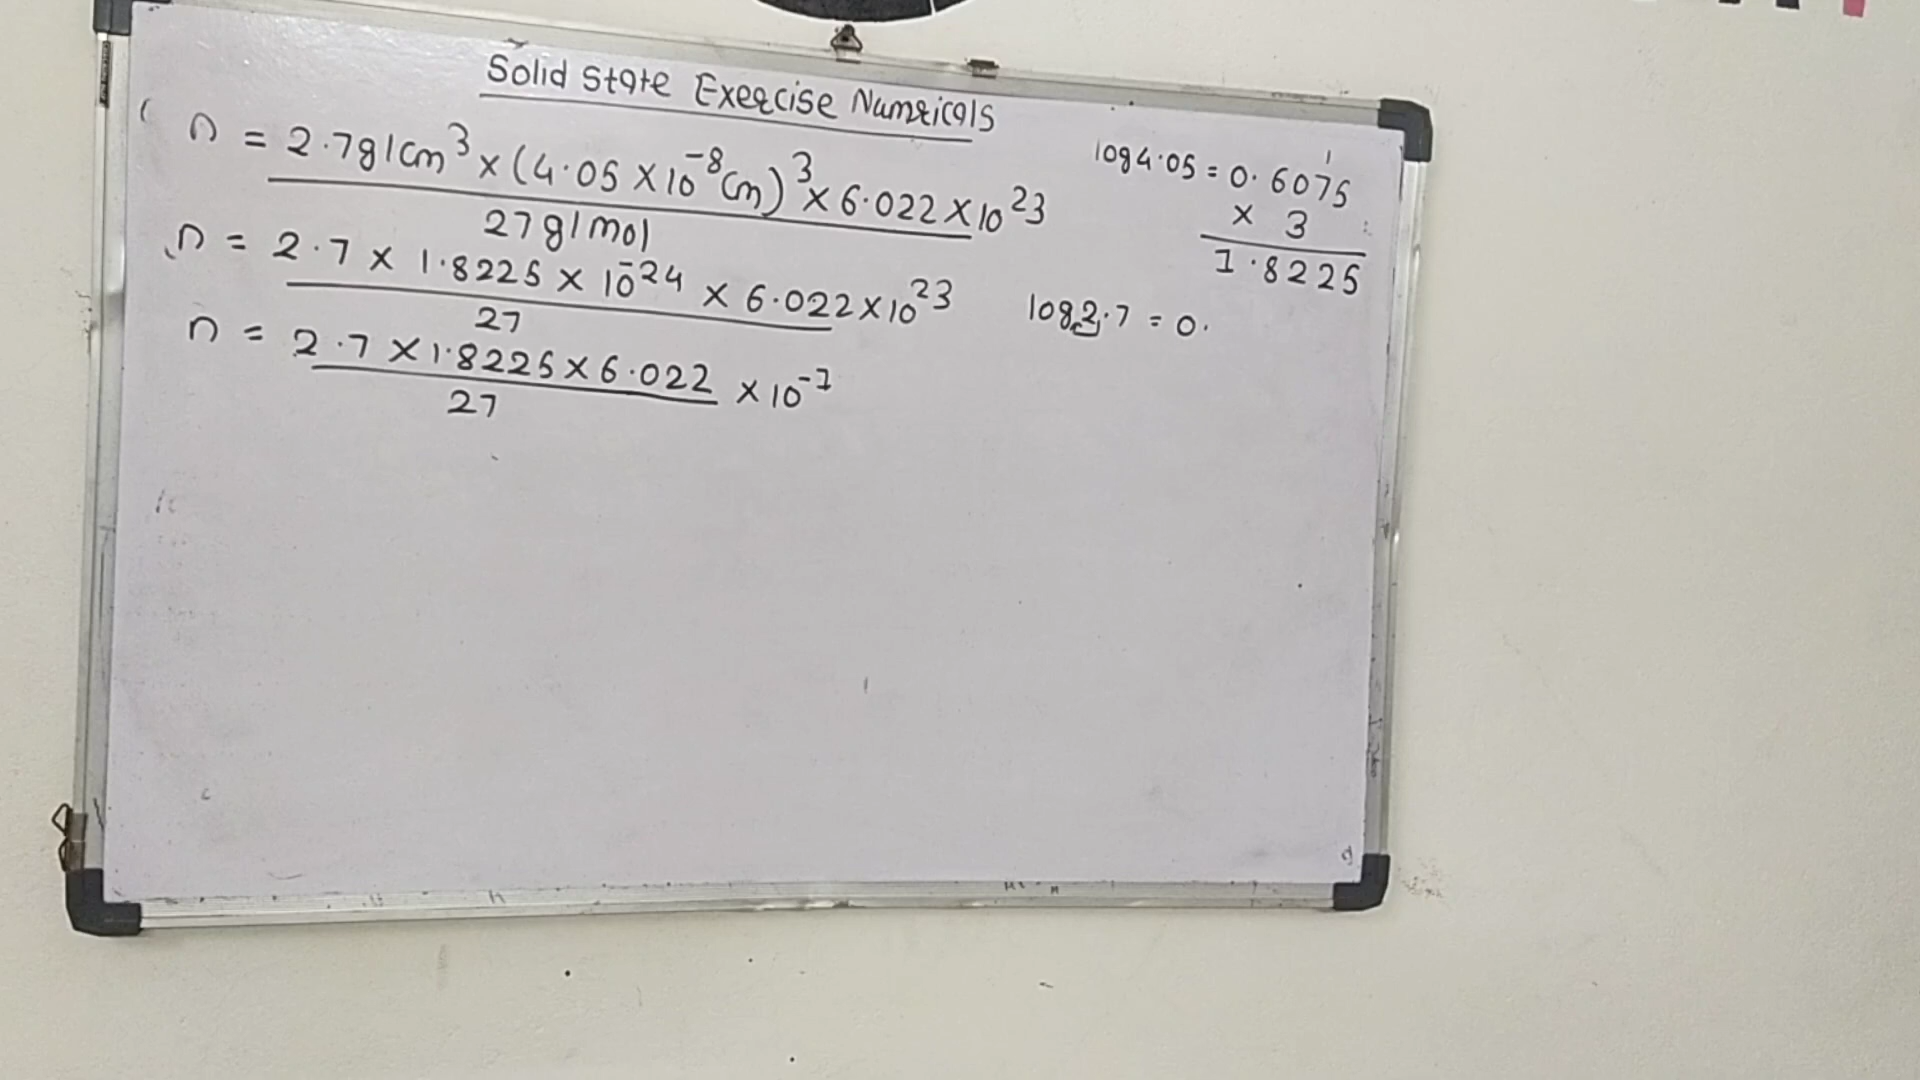 Solid State Exercise Numericals
n = 2.7g/cm³ × (4.05 × 10⁻⁸cm)³ × 6.022 × 10²³
27g/mol
n = 2.7 × 1.8225 × 10⁻²⁴ × 6.022 × 10²³
27
n = 2.7 × 1.8225 × 6.022 × 10⁻¹
27
log 4.05 = 0.6075
× 3
1.8225
log 2.7 = 0.